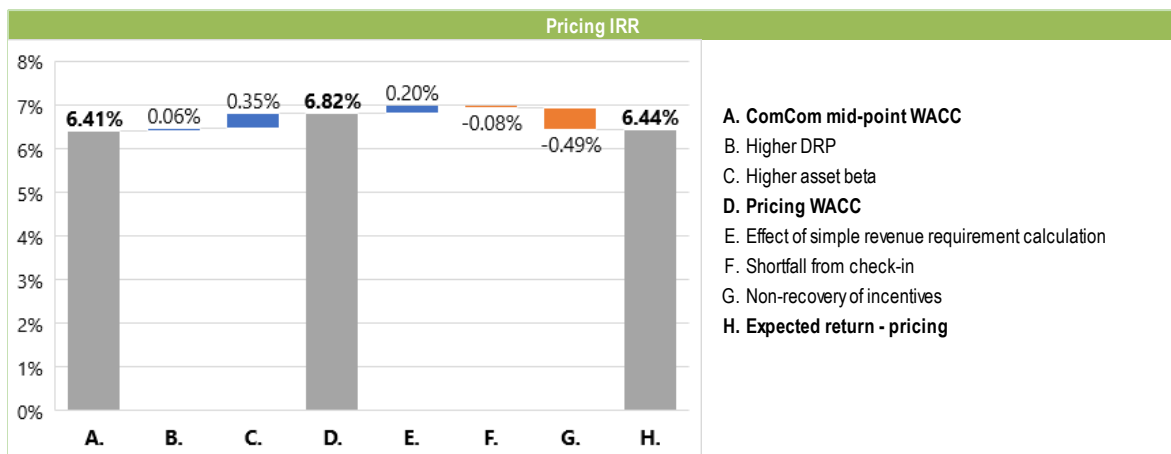 Pricing IRR
8%
7%
6%
5%
4%
3%
2%
1%
0%
6.41%
0.06%
0.35%
6.82%
0.20%
-0.08%
-0.49%
6.44%
A. B. C. D. E. F. G. H.
A. ComCom mid-point WACC
B. Higher DRP
C. Higher asset beta
D. Pricing WACC
E. Effect of simple revenue requirement calculation
F. Shortfall from check-in
G. Non-recovery of incentives
H. Expected return - pricing